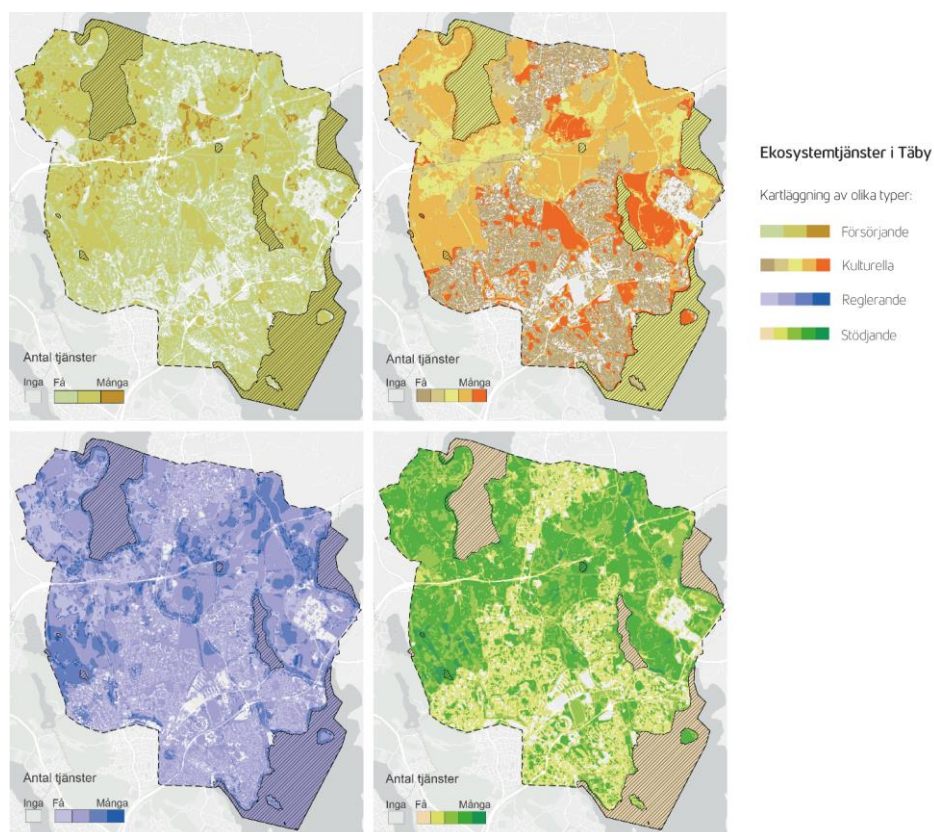 Antal tjänster
Inga Få Många
Antal tjänster
Inga Få Många
Ekosystemtjänster i Täby
Kartläggning av olika typer:
Försörjande
Kulturella
Reglerande
Stödjande
Antal tjänster
Inga Få Många
Antal tjänster
Inga Få Många